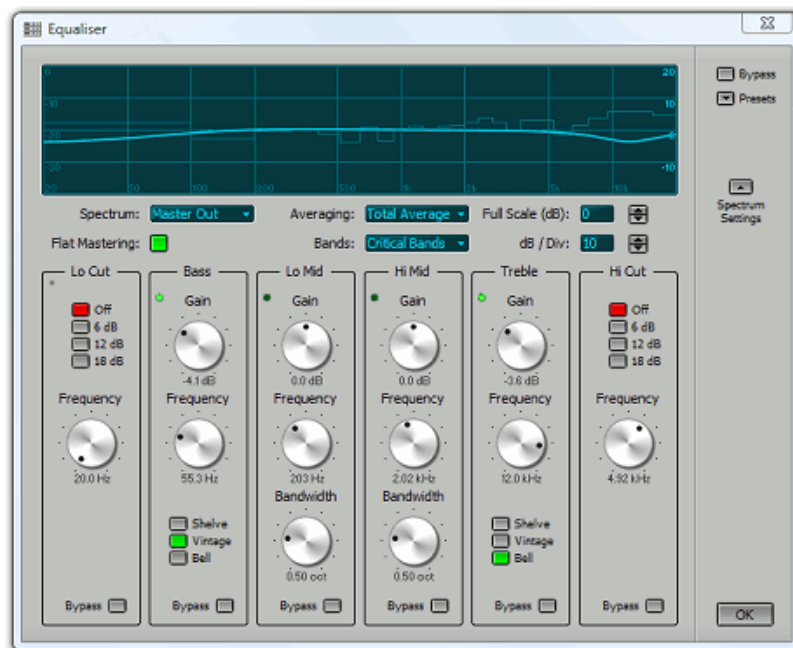 Equaliser
0 20
-10 10
-20 0
-30 -10
20 50 100 200 500 1k 2k 5k 10k
Bypass
Presets
Spectrum
Settings
Spectrum: Master Out Averaging: Total Average Full Scale (dB): 0
Flat Mastering: Bands: Critical Bands dB / Div: 10
Lo Cut Bass Lo Mid Hi Mid Treble Hi Cut
Off Gain Gain Gain Gain Off
6 dB 6 dB
12 dB 12 dB
18 dB 18 dB
-4.1 dB 0.0 dB 0.0 dB -3.6 dB
Frequency Frequency Frequency Frequency Frequency Frequency
20.0 Hz 55.3 Hz 203 Hz 2.02 kHz 12.0 kHz 4.92 kHz
Bandwidth Bandwidth
Shelve Shelve
Vintage Vintage
Bell Bell
0.50 oct 0.50 oct
Bypass Bypass Bypass Bypass Bypass Bypass
OK